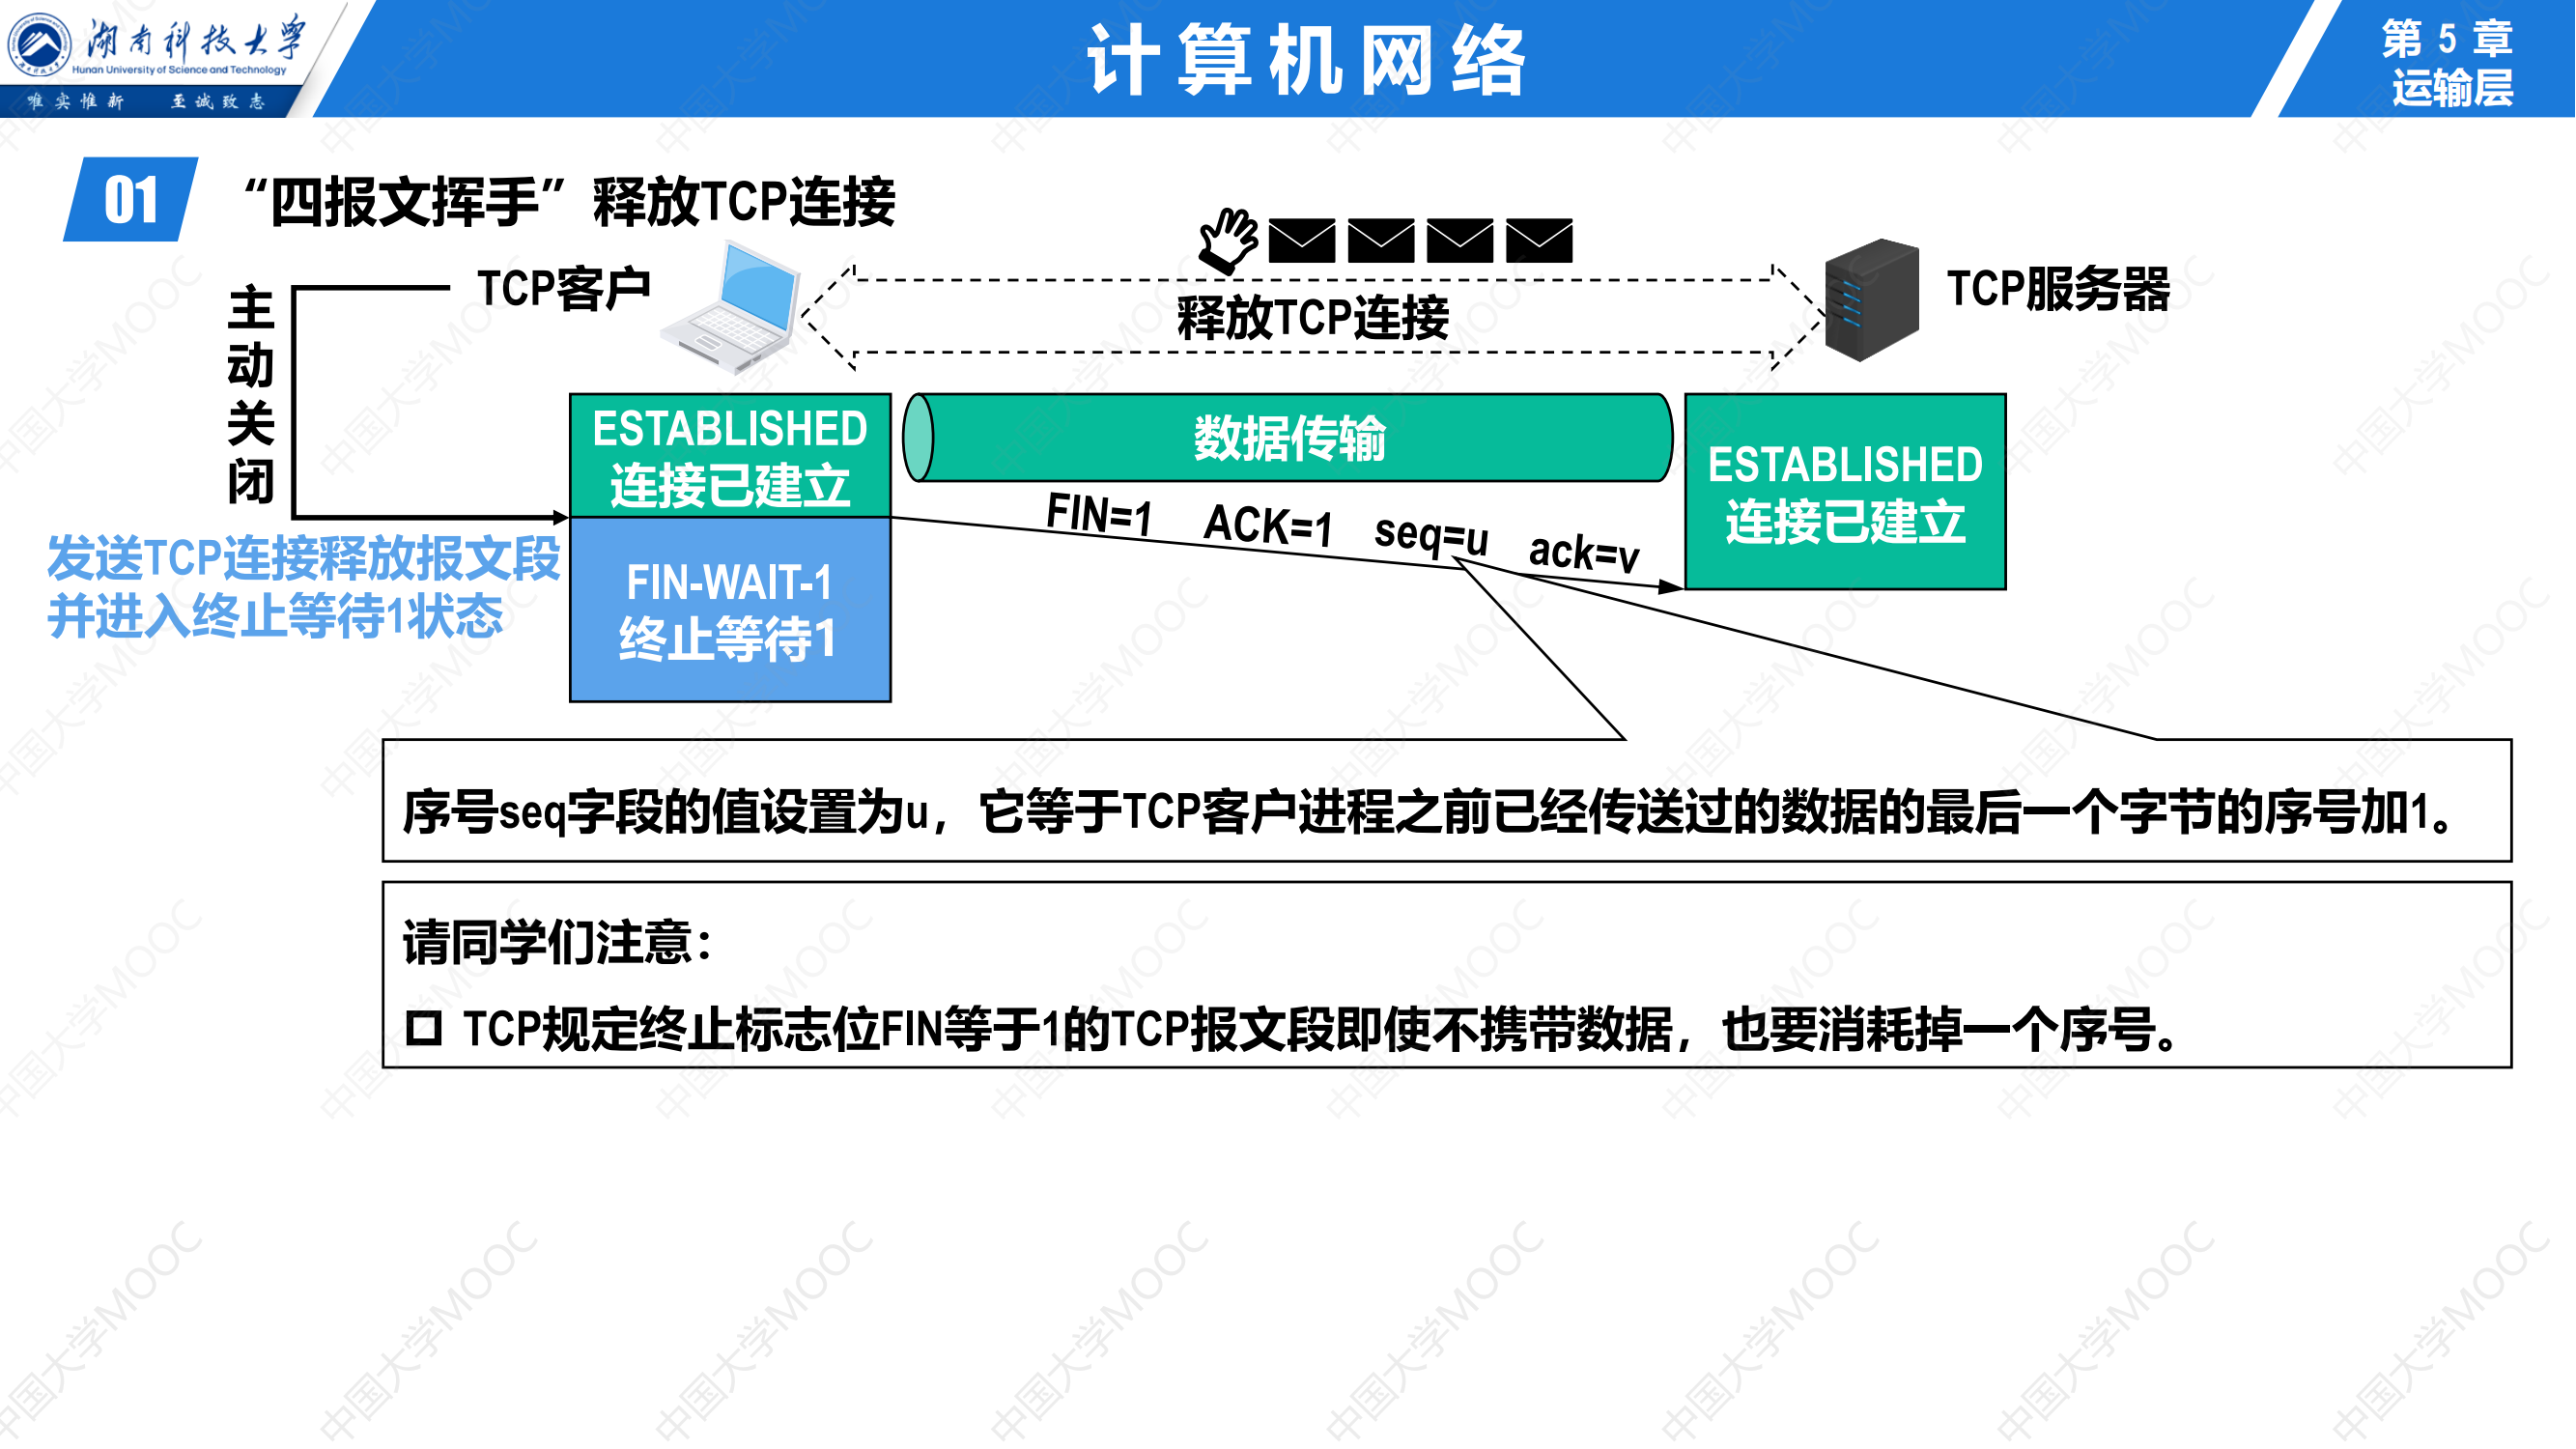 湖南科技大学
Hunan University of Science and Technology
唯实惟新 至诚致志
计算机网络
第 5 章
运输层
01
“四报文挥手”释放TCP连接
主动关闭
TCP客户
释放TCP连接
TCP服务器
ESTABLISHED
连接已建立
数据传输
ESTABLISHED
连接已建立
FIN=1 ACK=1 seq=u ack=v
发送TCP连接释放报文段
并进入终止等待1状态
FIN-WAIT-1
终止等待1
序号seq字段的值设置为u，它等于TCP客户进程之前已经传送过的数据的最后一个字节的序号加1。
请同学们注意：
TCP规定终止标志位FIN等于1的TCP报文段即使不携带数据，也要消耗掉一个序号。
中国大学MOOC